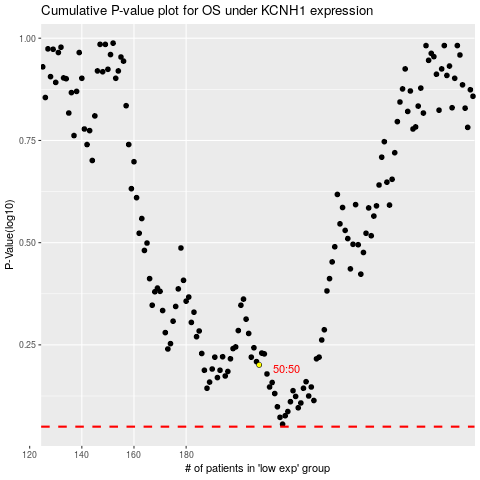 Cumulative P-value plot for OS under KCNH1 expression
P-Value(log10)
1.00
0.75
0.50
0.25
50:50
120 140 160 180
# of patients in 'low exp' group